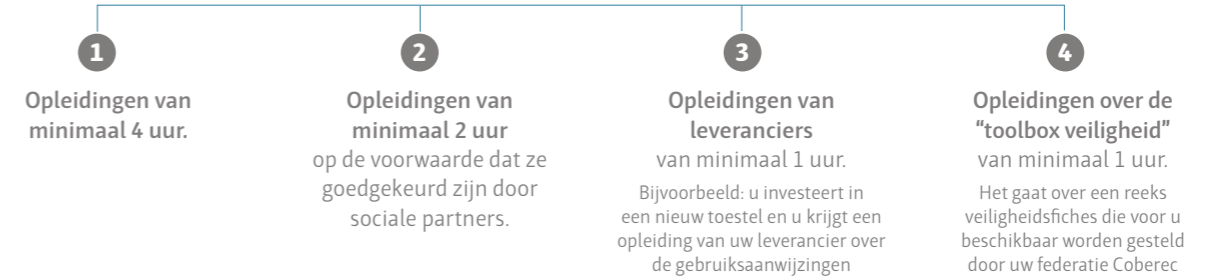 1
Opleidingen van
minimaal 4 uur.
2
Opleidingen van
minimaal 2 uur
op de voorwaarde dat ze
goedgekeurd zijn door
sociale partners.
3
Opleidingen van
leveranciers
van minimaal 1 uur.
Bijvoorbeeld: u investeert in
een nieuw toestel en u krijgt een
opleiding van uw leverancier over
de gebruiksaanwijzingen
4
Opleidingen over de
“toolbox veiligheid”
van minimaal 1 uur.
Het gaat over een reeks
veiligheidsfiches die voor u
beschikbaar worden gesteld
door uw federatie Coberec